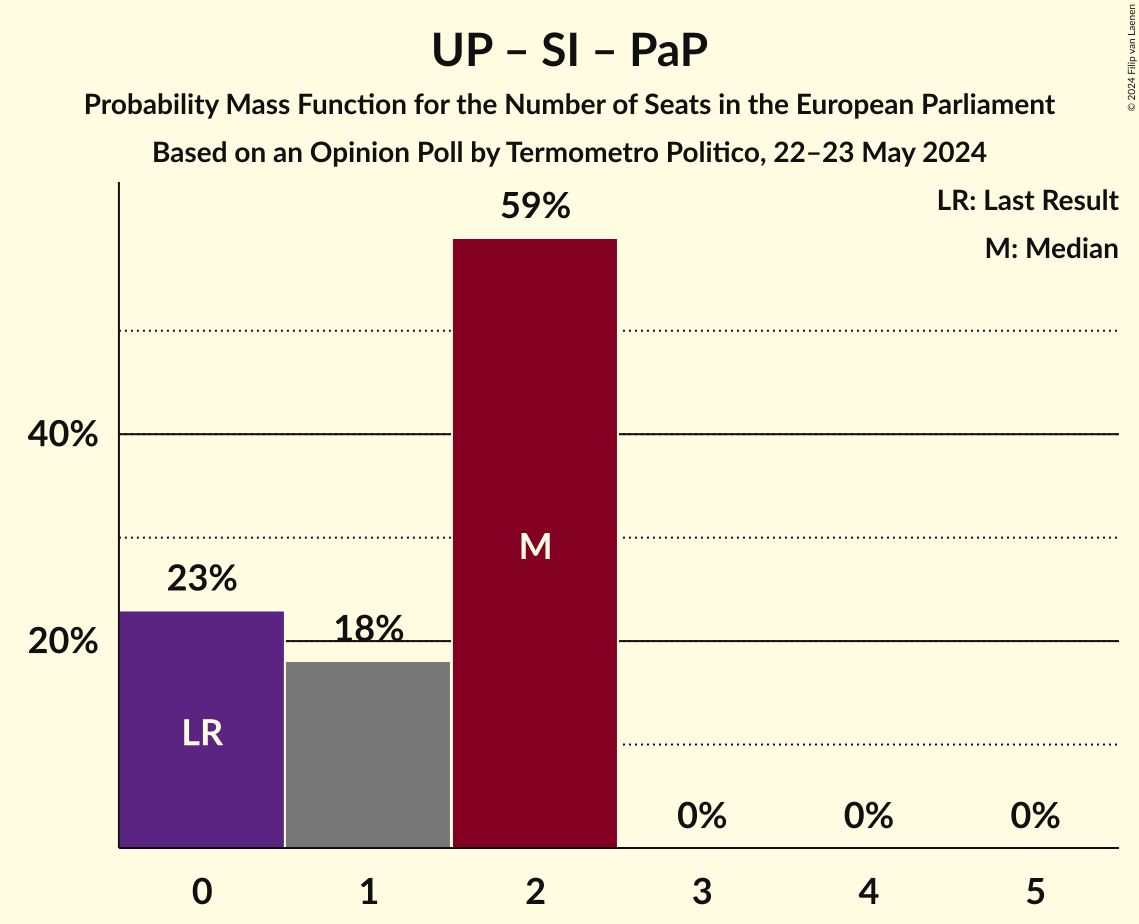 UP – SI – PaP
Probability Mass Function for the Number of Seats in the European Parliament
Based on an Opinion Poll by Termometro Politico, 22–23 May 2024
© 2024 Filip van Laenen
LR: Last Result
M: Median
59%
40%
M
23%
18%
20%
LR
0% 0% 0%
0 1 2 3 4 5